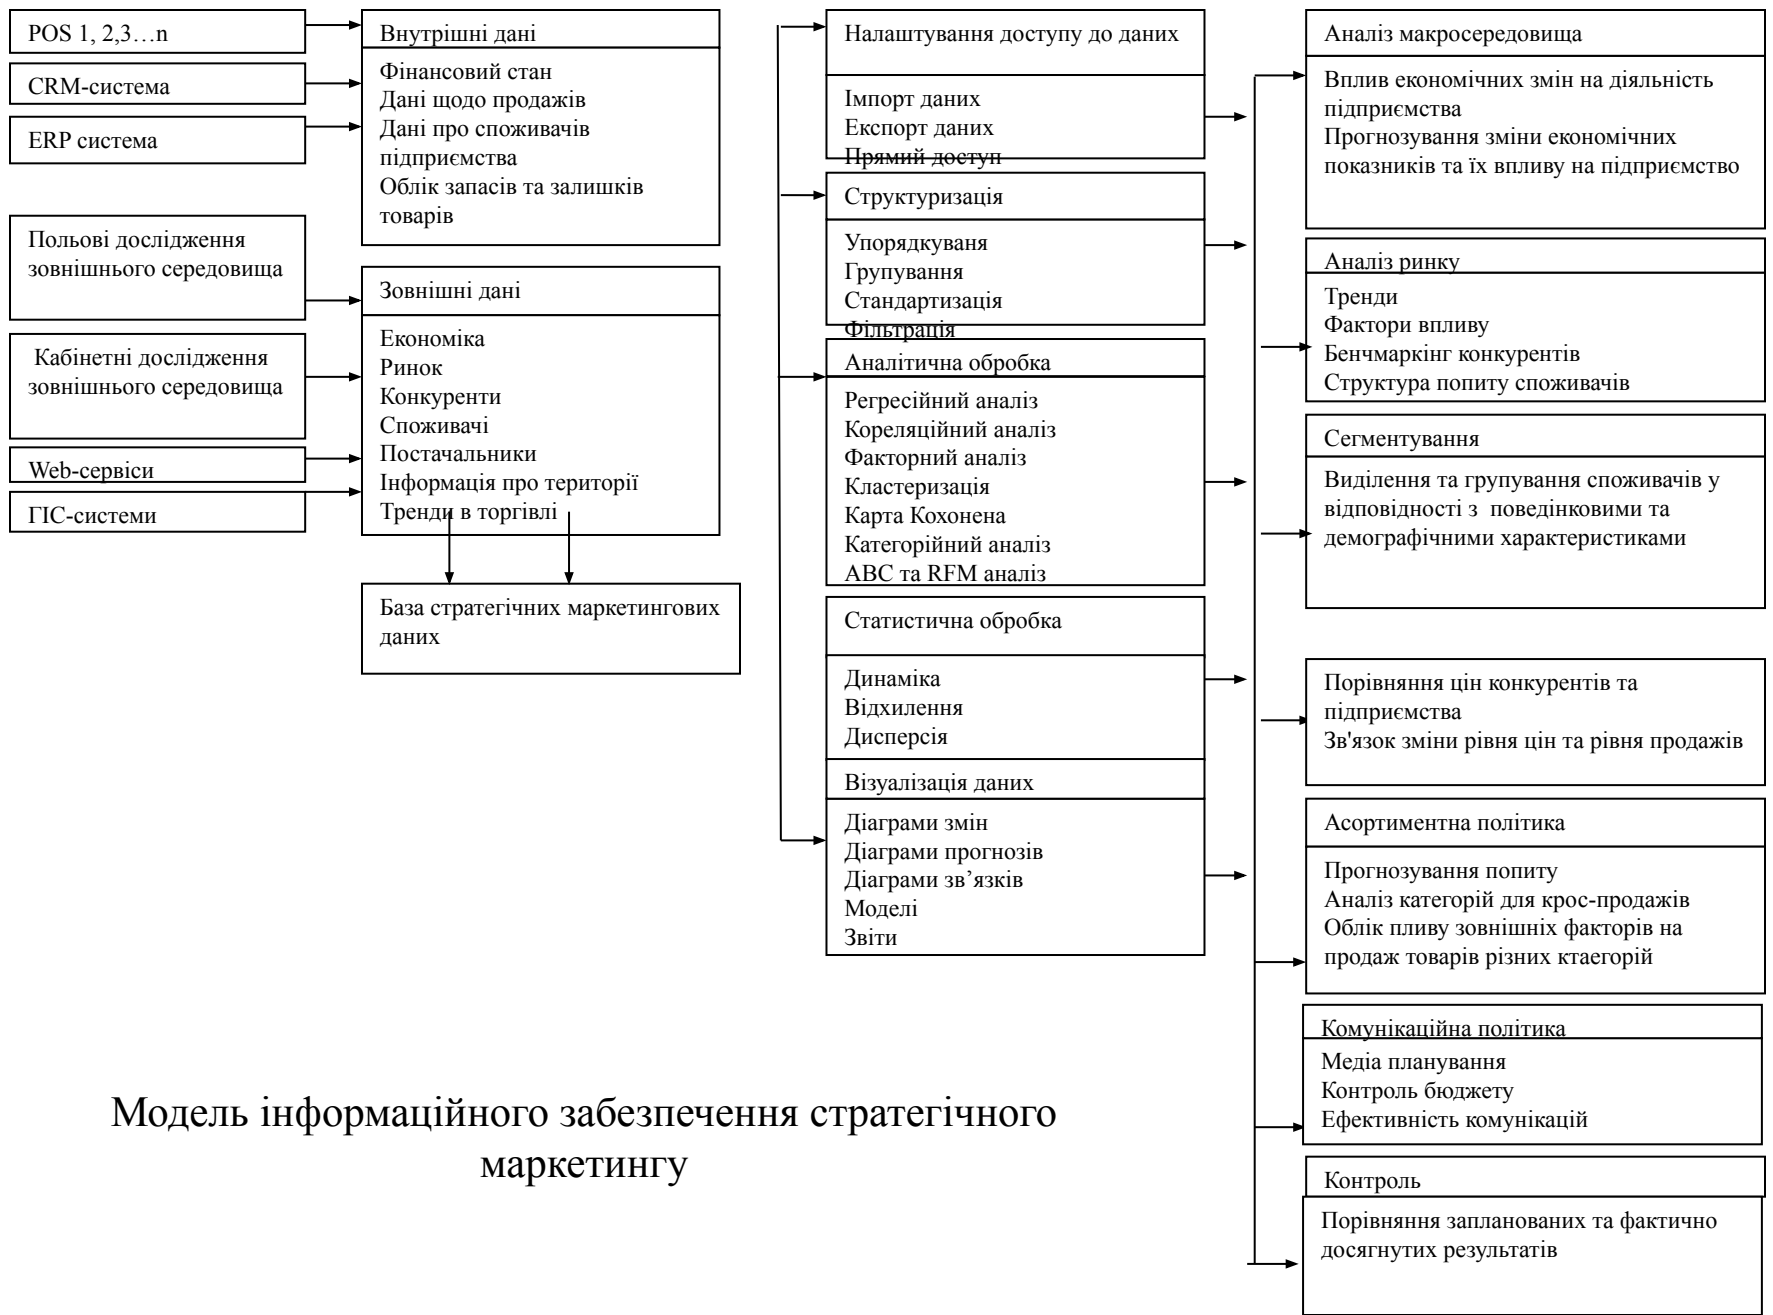 POS 1, 2,3…n
CRM-система
ERP система
Польові дослідження
зовнішнього середовища
Кабінетні дослідження
зовнішнього середовища
Web-сервіси
ГІС-системи
Внутрішні дані
Фінансовий стан
Дані щодо продажів
Дані про споживачів
підприємства
Облік запасів та залишків
товарів
Зовнішні дані
Економіка
Ринок
Конкуренти
Споживачі
Постачальники
Інформація про території
Тренди в торгівлі
База стратегічних маркетингових
даних
Налаштування доступу до даних
Імпорт даних
Експорт даних
Прямий доступ
Структуризація
Упорядкуваня
Групування
Стандартизація
Фільтрація
Аналітична обробка
Регресійний аналіз
Кореляційний аналіз
Факторний аналіз
Кластеризація
Карта Кохонена
Категорійний аналіз
АВС та RFM аналіз
Статистична обробка
Динаміка
Відхилення
Дисперсія
Візуалізація даних
Діаграми змін
Діаграми прогнозів
Діаграми зв’язків
Моделі
Звіти
Аналіз макросередовища
Вплив економічних змін на діяльність
підприємства
Прогнозування зміни економічних
показників та їх впливу на підприємство
Аналіз ринку
Тренди
Фактори впливу
Бенчмаркінг конкурентів
Структура попиту споживачів
Сегментування
Виділення та групування споживачів у
відповідності з  поведінковими та
демографічними характеристиками
Порівняння цін конкурентів та
підприємства
Зв'язок зміни рівня цін та рівня продажів
Асортиментна політика
Прогнозування попиту
Аналіз категорій для крос-продажів
Облік пливу зовнішніх факторів на
продаж товарів різних ктаегорій
Комунікаційна політика
Медіа планування
Контроль бюджету
Ефективність комунікацій
Контроль
Порівняння запланованих та фактично
досягнутих результатів
Модель інформаційного забезпечення стратегічного
маркетингу